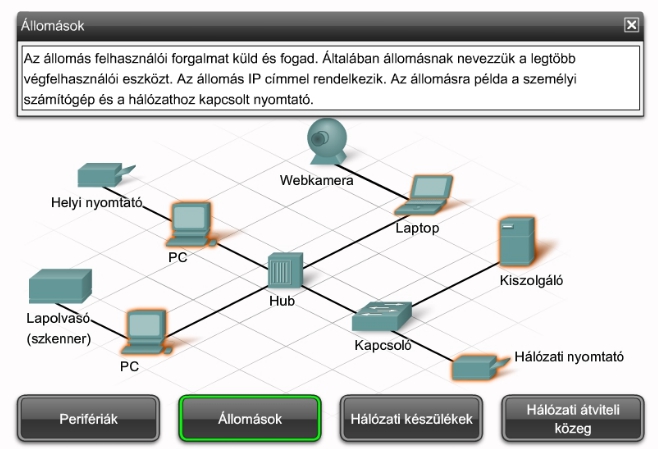 Állomások
Az állomás felhasználói forgalmat küld és fogad. Általában állomásnak nevezzük a legtöbb
végfelhasználói eszközt. Az állomás IP címmel rendelkezik. Az állomásra példa a személyi
számítógép és a hálózathoz kapcsolt nyomtató.
Webkamera
Helyi nyomtató
Laptop
PC
Kiszolgáló
Hub
Lapolvasó
(szkenner)
Kapcsoló
Hálózati nyomtató
PC
Perifériák
Állomások
Hálózati készülékek
Hálózati átviteli
közeg